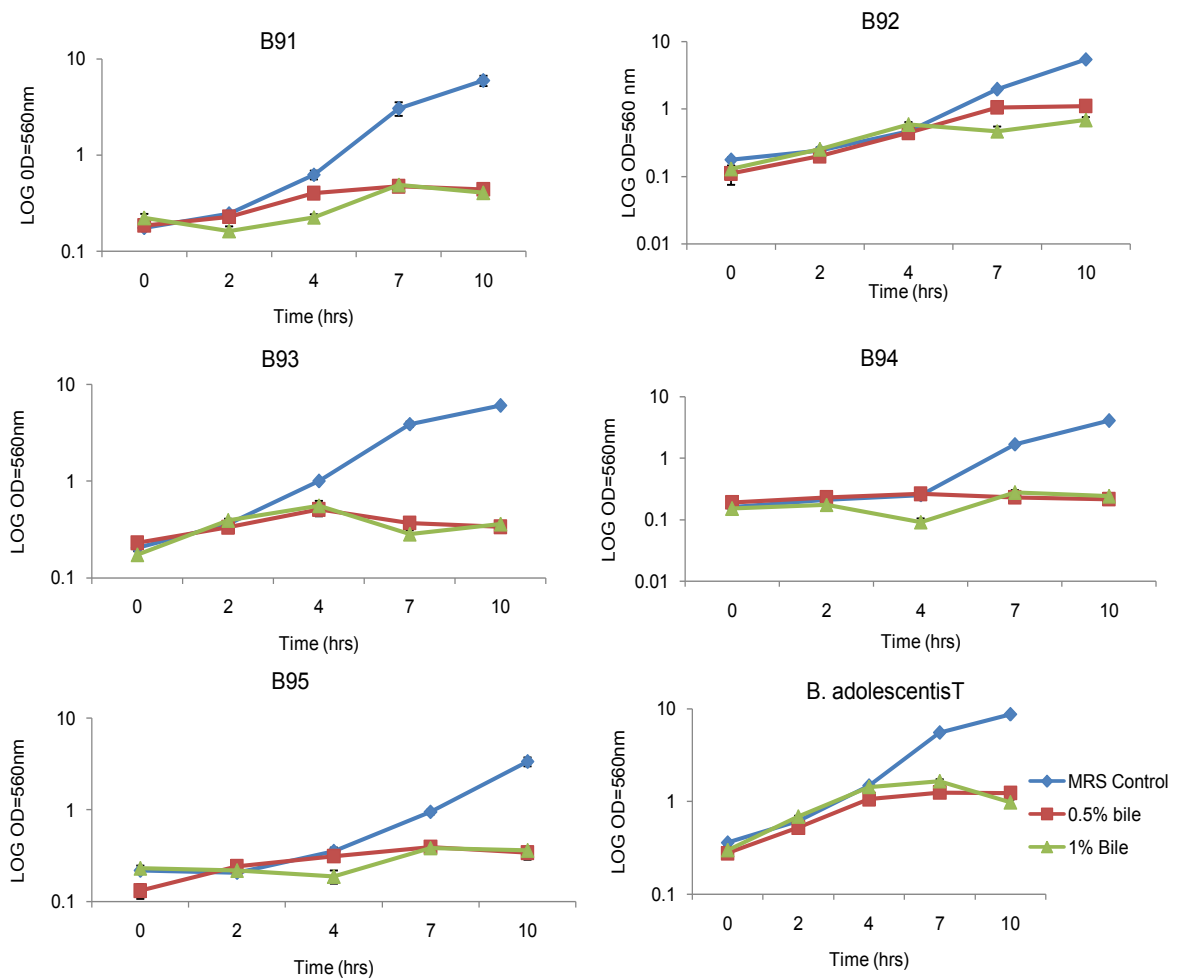 B91
LOG 0D=560nm
10
1
0.1
0 2 4 7 10
Time (hrs)
B92
LOG OD=560 nm
10
1
0.1
0.01
0 2 4 7 10
Time (hrs)
B93
LOG OD=560nm
10
1
0.1
0 2 4 7 10
Time (hrs)
B94
LOG OD=560nm
10
1
0.1
0.01
0 2 4 7 10
Time (hrs)
B95
LOG OD=560nm
10
1
0.1
0 2 4 7 10
Time (hrs)
B. adolescentisT
LOG OD=560nm
10
1
0.1
0 2 4 7 10
Time (hrs)
MRS Control
0.5% bile
1% Bile